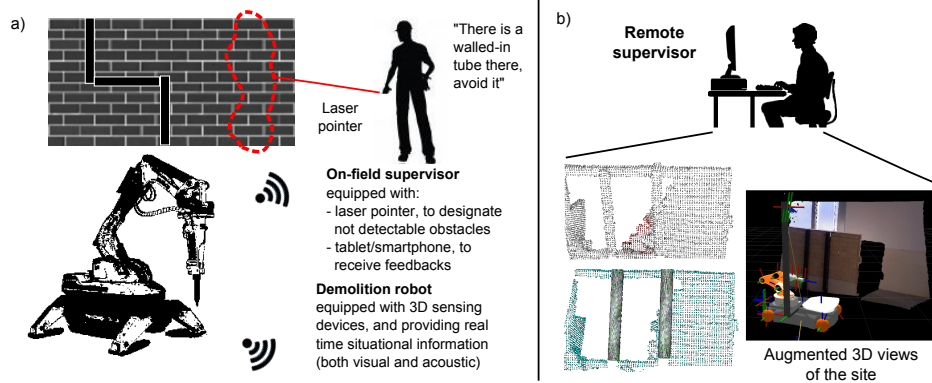 a)
"There is a
walled-in
tube there,
avoid it"
Laser
pointer
On-field supervisor
equipped with:
- laser pointer, to designate
not detectable obstacles
- tablet/smartphone, to
receive feedbacks
Demolition robot
equipped with 3D sensing
devices, and providing real
time situational information
(both visual and acoustic)
b)
Remote
supervisor
Augmented 3D views
of the site